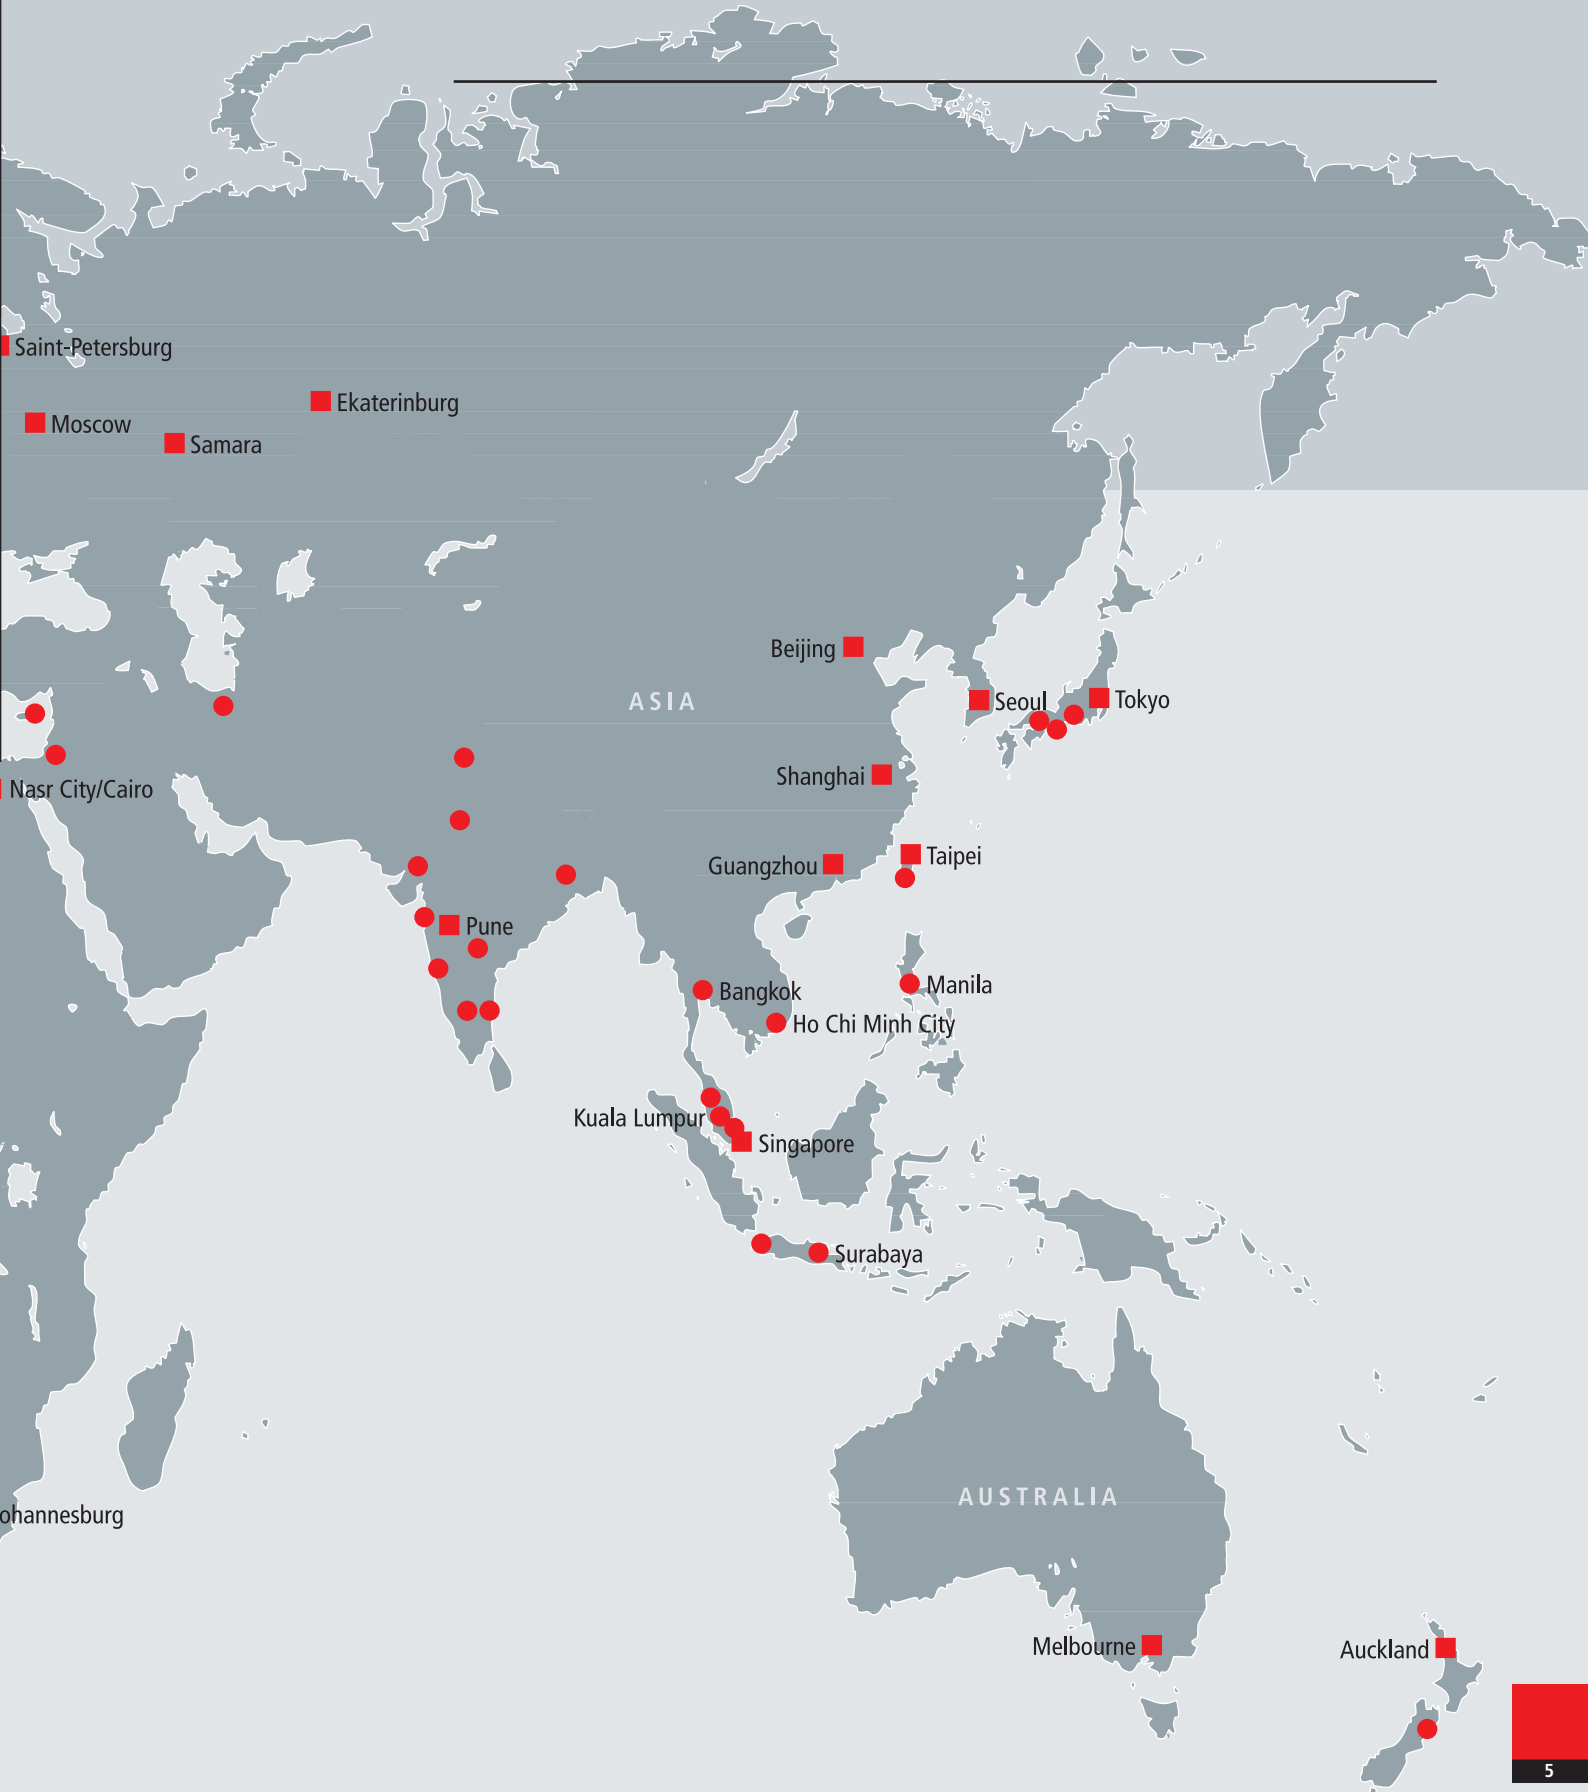 Saint-Petersburg
Ekaterinburg
Moscow
Samara
Beijing
ASIA
Seoul
Tokyo
Shanghai
Nasr City/Cairo
Taipei
Guangzhou
Pune
Manila
Bangkok
Ho Chi Minh City
Kuala Lumpur
Singapore
Surabaya
AUSTRALIA
ohannesburg
Melbourne
Auckland
5